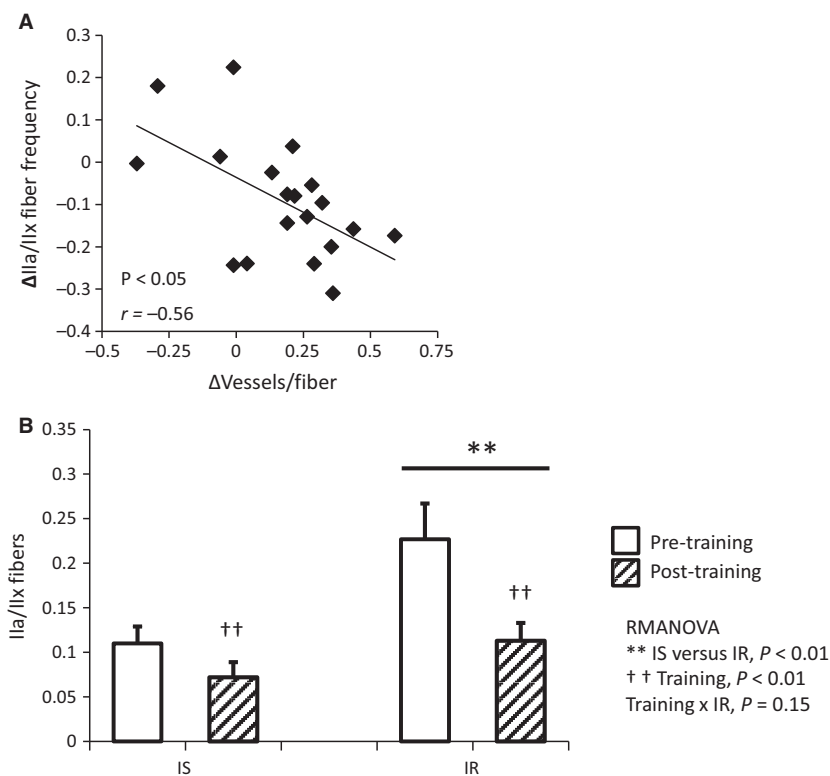 A
0.3
0.2
0.1
0
–0.1
–0.2
–0.3
–0.4
ΔIIa/IIx fiber frequency
P < 0.05
r = –0.56
–0.5
–0.25
0
0.25
0.5
0.75
ΔVessels/fiber
B
0.35
0.3
0.25
0.2
0.15
0.1
0.05
0
IIa/IIx fibers
††
**
††
IS
IR
Pre-training
Post-training
RMANOVA
** IS versus IR, P < 0.01
† † Training, P < 0.01
Training x IR, P = 0.15